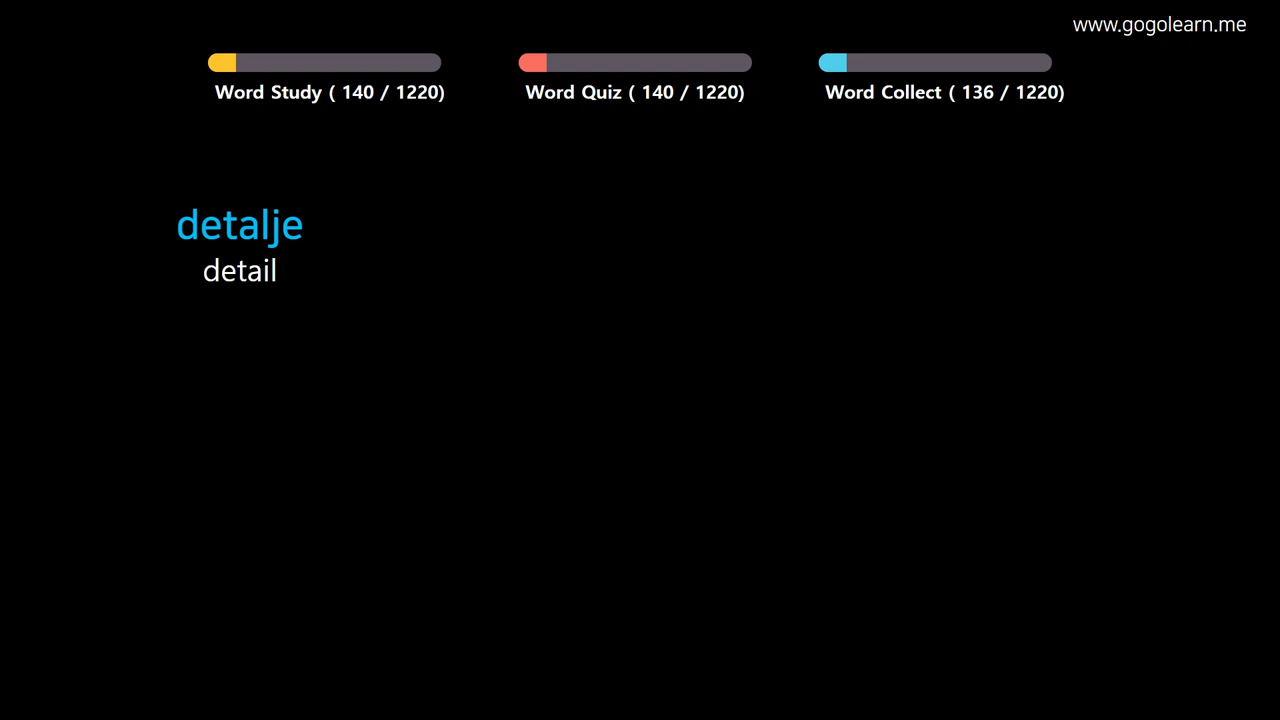 www.gogolearn.me
Word Study ( 140 / 1220)
Word Quiz ( 140 / 1220)
Word Collect ( 136 / 1220)
detalje
detail